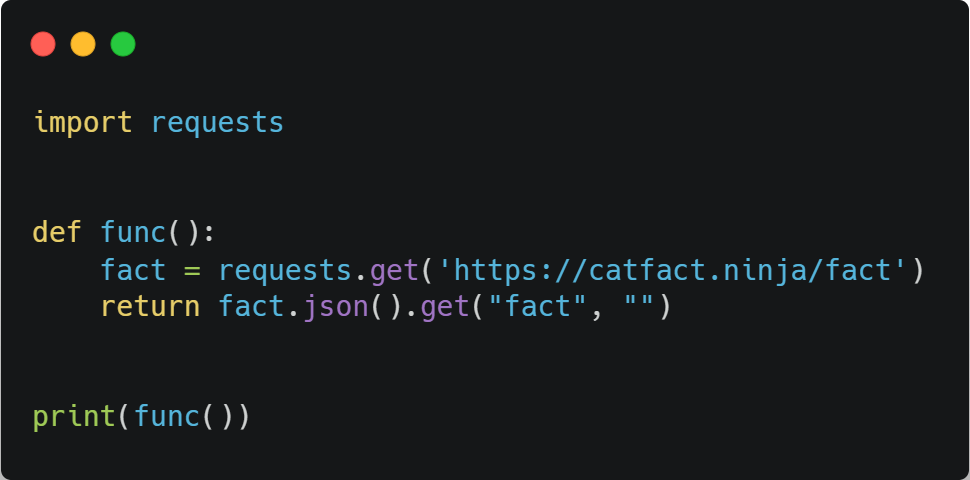 import requests
def func():
    fact = requests.get('https://catfact.ninja/fact')
    return fact.json().get("fact", "")
print(func())